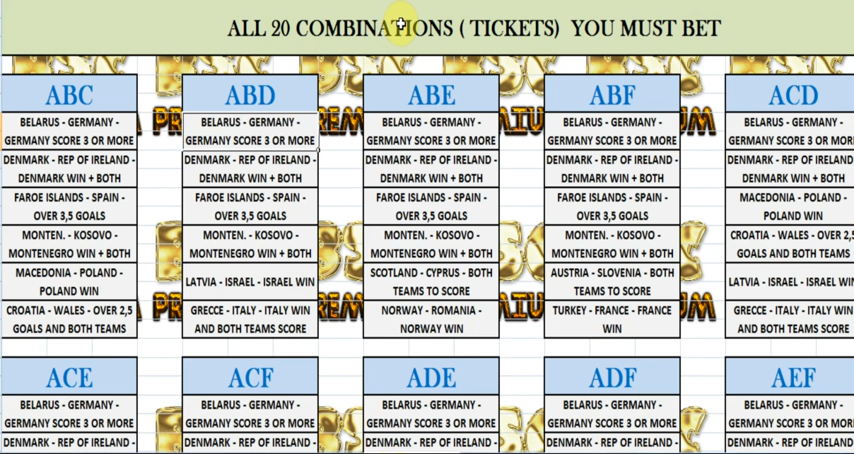 ALL 20 COMBINATIONS ( TICKETS) YOU MUST BET
ABC
BELARUS - GERMANY -
GERMANY SCORE 3 OR MORE
DENMARK - REP OF IRELAND -
DENMARK WIN + BOTH
FAROE ISLANDS - SPAIN -
OVER 3,5 GOALS
MONTEN. - KOSOVO -
MONTENEGRO WIN + BOTH
MACEDONIA - POLAND -
POLAND WIN
CROATIA - WALES - OVER 2,5
GOALS AND BOTH TEAMS
ABD
BELARUS - GERMANY -
GERMANY SCORE 3 OR MORE
DENMARK - REP OF IRELAND -
DENMARK WIN + BOTH
FAROE ISLANDS - SPAIN -
OVER 3,5 GOALS
MONTEN. - KOSOVO -
MONTENEGRO WIN + BOTH
LATVIA - ISRAEL - ISRAEL WIN
GRECCE - ITALY - ITALY WIN
AND BOTH TEAMS SCORE
ABE
BELARUS - GERMANY -
GERMANY SCORE 3 OR MORE
DENMARK - REP OF IRELAND -
DENMARK WIN + BOTH
FAROE ISLANDS - SPAIN -
OVER 3,5 GOALS
MONTEN. - KOSOVO -
MONTENEGRO WIN + BOTH
SCOTLAND - CYPRUS - BOTH
TEAMS TO SCORE
NORWAY - ROMANIA -
NORWAY WIN
ABF
BELARUS - GERMANY -
GERMANY SCORE 3 OR MORE
DENMARK - REP OF IRELAND -
DENMARK WIN + BOTH
FAROE ISLANDS - SPAIN -
OVER 3,5 GOALS
MONTEN. - KOSOVO -
MONTENEGRO WIN + BOTH
AUSTRIA - SLOVENIA - BOTH
TEAMS TO SCORE
TURKEY - FRANCE - FRANCE
WIN
ACD
BELARUS - GERMANY -
GERMANY SCORE 3 OR MORE
DENMARK - REP OF IRELAND -
DENMARK WIN + BOTH
MACEDONIA - POLAND -
POLAND WIN
CROATIA - WALES - OVER 2,5
GOALS AND BOTH TEAMS
LATVIA - ISRAEL - ISRAEL WIN
GRECCE - ITALY - ITALY WIN
AND BOTH TEAMS SCORE
ACE
BELARUS - GERMANY -
GERMANY SCORE 3 OR MORE
DENMARK - REP OF IRELAND -
ACF
BELARUS - GERMANY -
GERMANY SCORE 3 OR MORE
DENMARK - REP OF IRELAND -
ADE
BELARUS - GERMANY -
GERMANY SCORE 3 OR MORE
DENMARK - REP OF IRELAND -
ADF
BELARUS - GERMANY -
GERMANY SCORE 3 OR MORE
DENMARK - REP OF IRELAND -
AEF
BELARUS - GERMANY -
GERMANY SCORE 3 OR MORE
DENMARK - REP OF IRELAND -